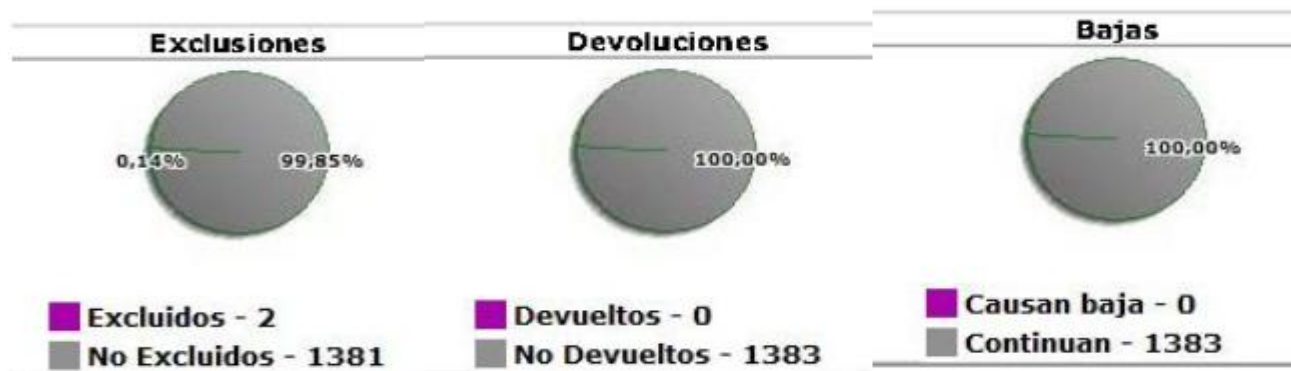 Exclusiones
0,14%
99,85%
Excluidos - 2
No Excluidos - 1381
Devoluciones
100,00%
Devueltos - 0
No Devueltos - 1383
Bajas
100,00%
Causan baja - 0
Continuan - 1383